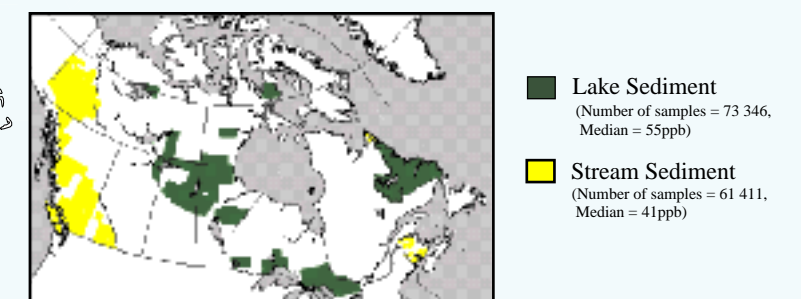 Lake Sediment
(Number of samples = 73 346,
Median = 55ppb)
Stream Sediment
(Number of samples = 61 411,
Median = 41ppb)